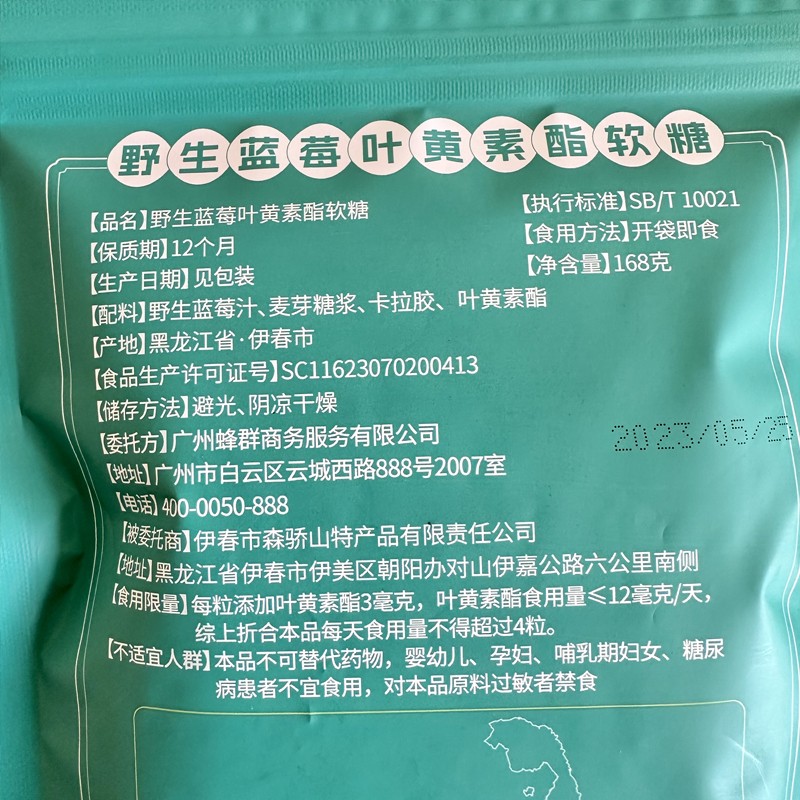 野生蓝莓叶黄素酯软糖
【品名】野生蓝莓叶黄素酯软糖
【执行标准】SB/T 10021
【保质期】12个月
【食用方法】开袋即食
【生产日期】见包装
【净含量】168克
【配料】野生蓝莓汁、麦芽糖浆、卡拉胶、叶黄素酯
【产地】黑龙江省·伊春市
【食品生产许可证号】SC11623070200413
【储存方法】避光、阴凉干燥
【委托方】广州蜂群商务服务有限公司
2023/05/25
【地址】广州市白云区云城西路888号2007室
【电话】400-0050-888
【被委托商】伊春市森骄山特产品有限责任公司
【地址】黑龙江省伊春市伊美区朝阳办对山伊嘉公路六公里南侧
【食用限量】每粒添加叶黄素酯3毫克，叶黄素酯食用量≤12毫克/天，
综上折合本品每天食用量不得超过4粒。
【不适宜人群】本品不可替代药物，婴幼儿、孕妇、哺乳期妇女、糖尿
病患者不宜食用，对本品原料过敏者禁食